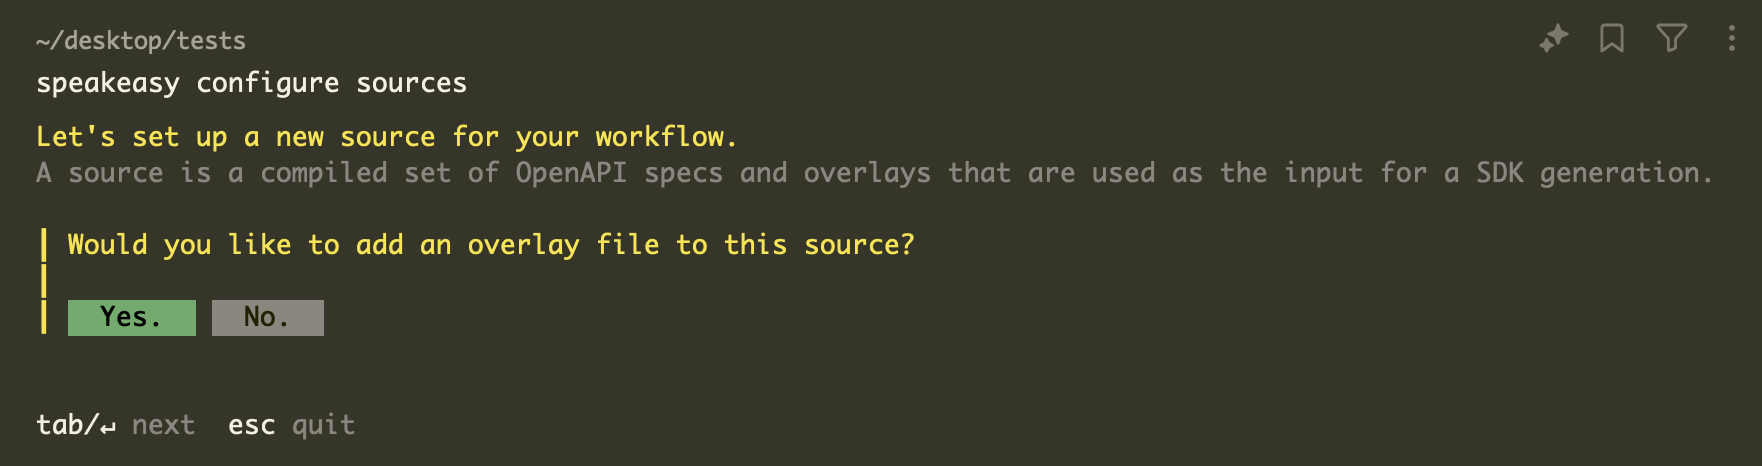 ~/desktop/tests
speakeasy configure sources
Let's set up a new source for your workflow.
A source is a compiled set of OpenAPI specs and overlays that are used as the input for a SDK generation.
Would you like to add an overlay file to this source?
Yes. No.
tab/↵ next esc quit